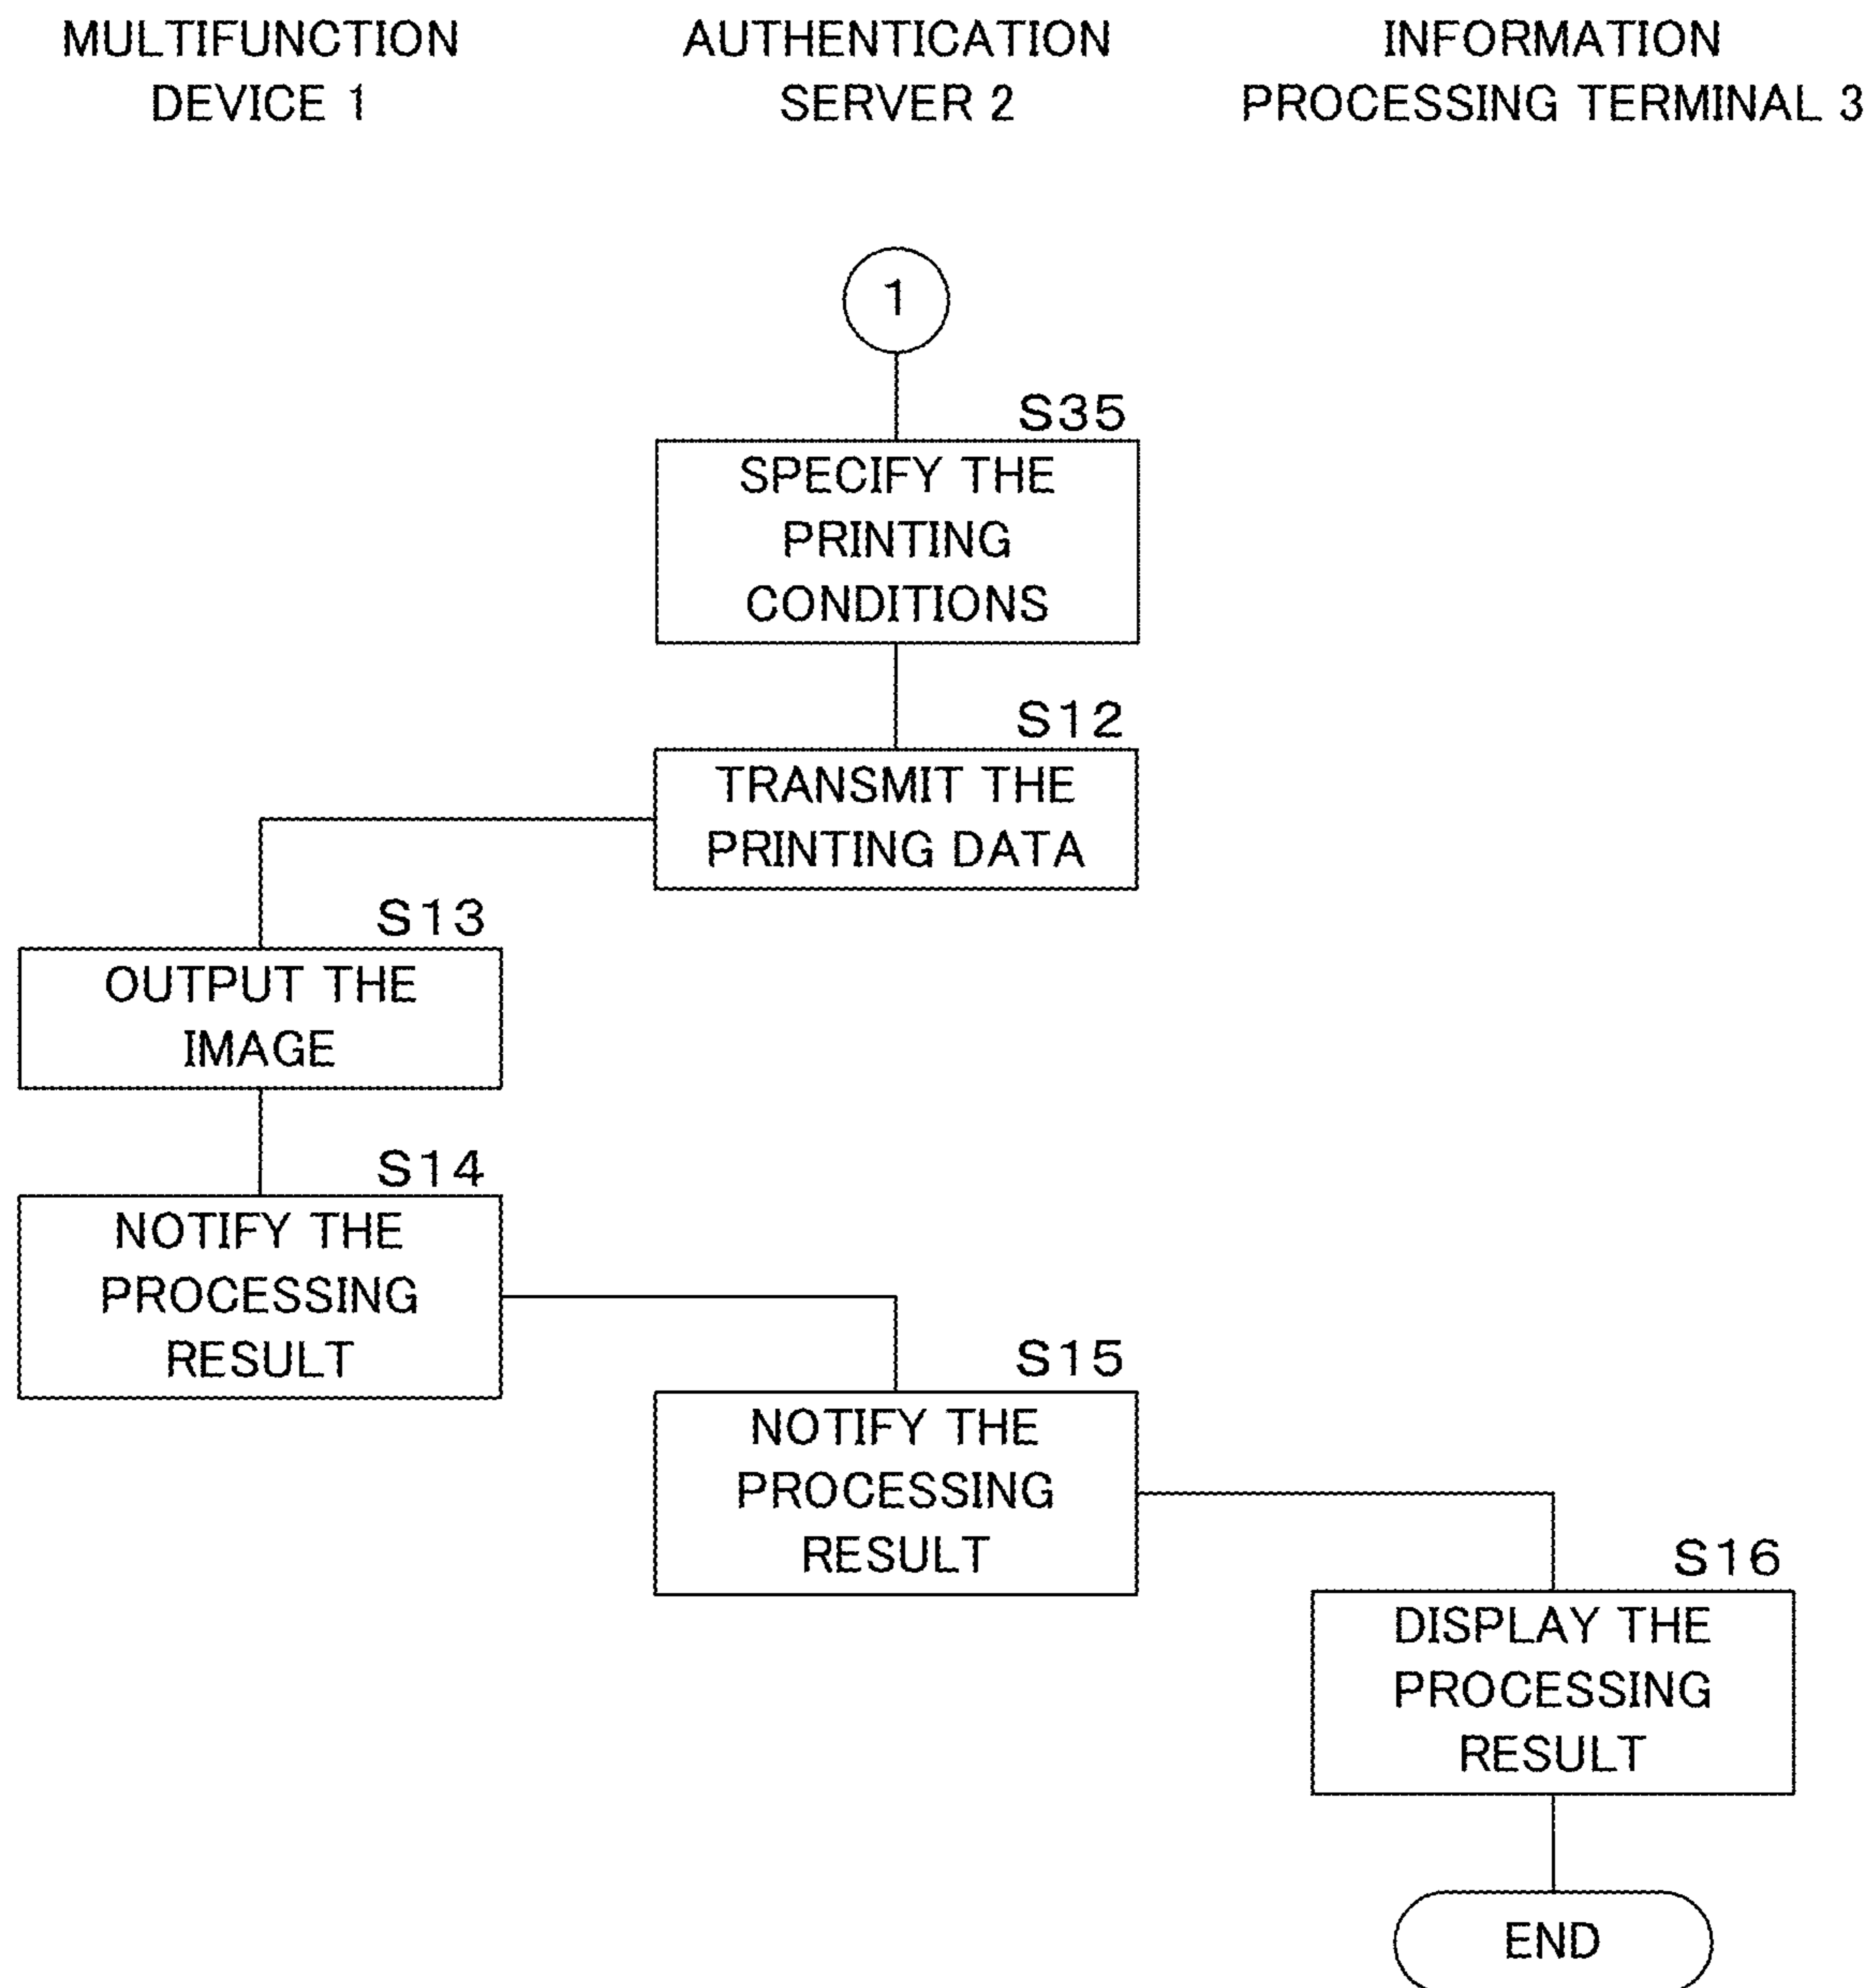 MULTIFUNCTION
DEVICE 1
AUTHENTICATION
SERVER 2
INFORMATION
PROCESSING TERMINAL 3
1
S35
SPECIFY THE
PRINTING
CONDITIONS
S12
TRANSMIT THE
PRINTING DATA
S13
OUTPUT THE
IMAGE
S14
NOTIFY THE
PROCESSING
RESULT
S15
NOTIFY THE
PROCESSING
RESULT
S16
DISPLAY THE
PROCESSING
RESULT
END